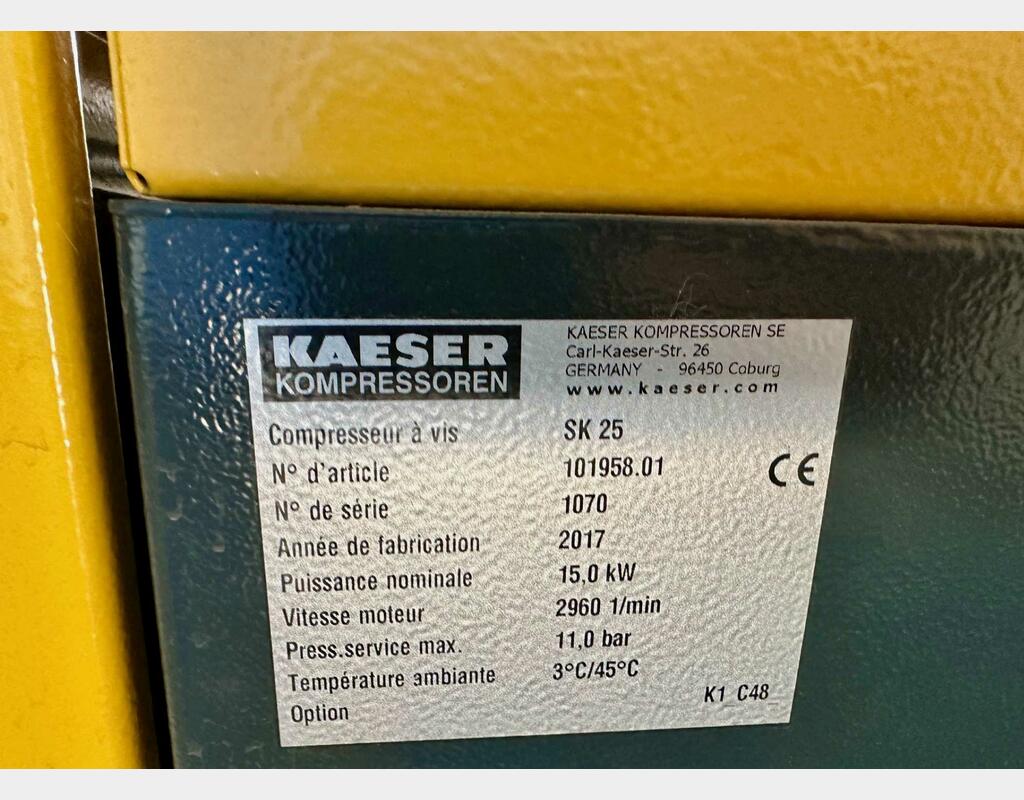 KAESER
KOMPRESSOREN
KAESER KOMPRESSOREN SE
Carl-Kaeser-Str. 26
GERMANY - 96450 Coburg
www.kaeser.com
Compresseur à vis SK 25
N° d'article 101958.01
CE
N° de série 1070
Année de fabrication 2017
Puissance nominale 15,0 kW
Vitesse moteur 2960 1/min
Press.service max. 11,0 bar
Température ambiante 3°C/45°C
Option K1_C48_